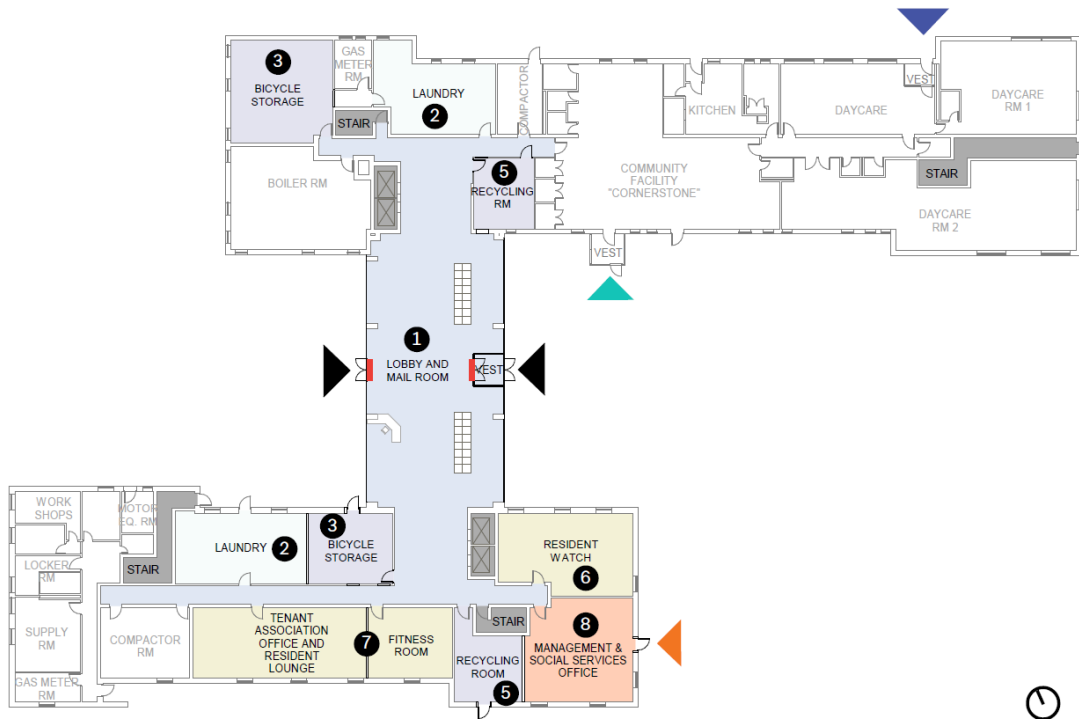 3
BICYCLE
STORAGE
GAS
METER
RM
LAUNDRY
2
STAIR
COMPACTOR
KITCHEN
DAYCARE
VEST
DAYCARE
RM 1
BOILER RM
5
RECYCLING
RM
COMMUNITY
FACILITY
"CORNERSTONE"
STAIR
DAYCARE
RM 2
VEST
1
LOBBY AND
MAIL ROOM
VEST
WORK
SHOPS
MOTOR
EQ. RM
LOCKER
RM
STAIR
LAUNDRY
2
3
BICYCLE
STORAGE
RESIDENT
WATCH
6
SUPPLY
RM
COMPACTOR
RM
TENANT
ASSOCIATION
OFFICE AND
RESIDENT
LOUNGE
7
FITNESS
ROOM
STAIR
RECYCLING
ROOM
5
8
MANAGEMENT &
SOCIAL SERVICES
OFFICE
GAS METER
RM